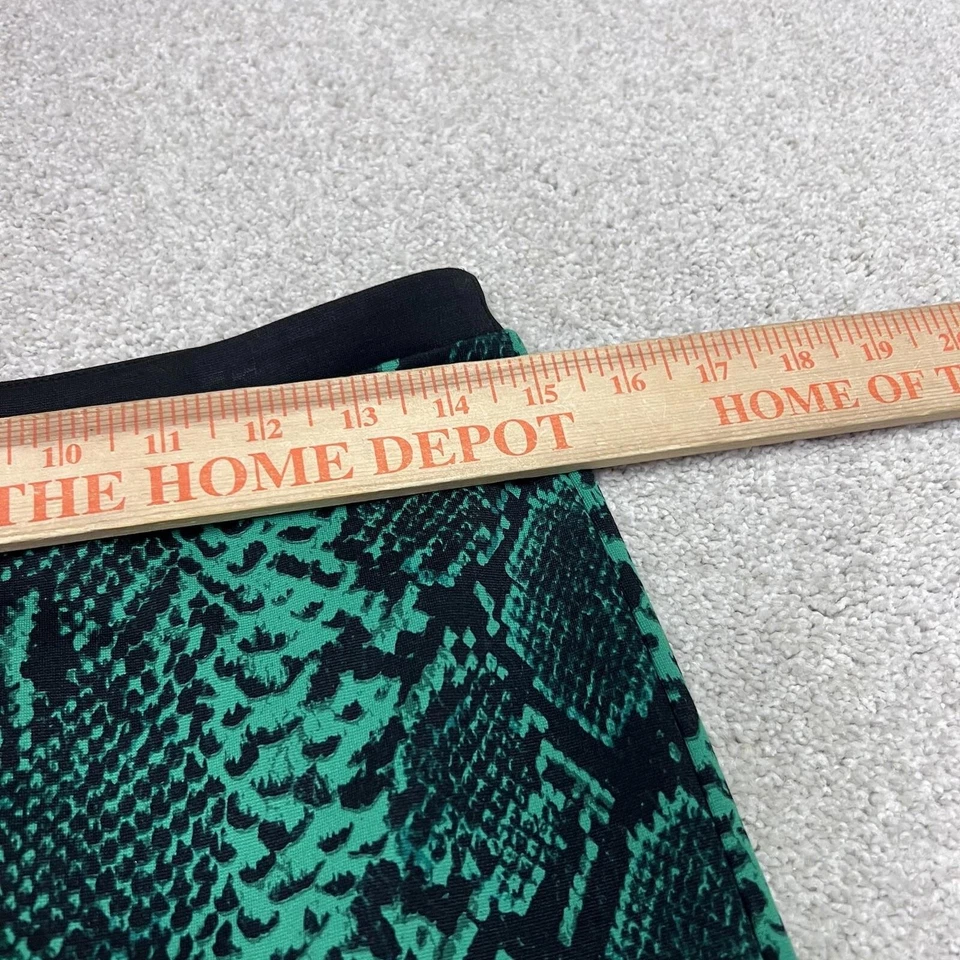 10 11 12 13 14 15 16 17 18 19
THE HOME DEPOT HOME OF